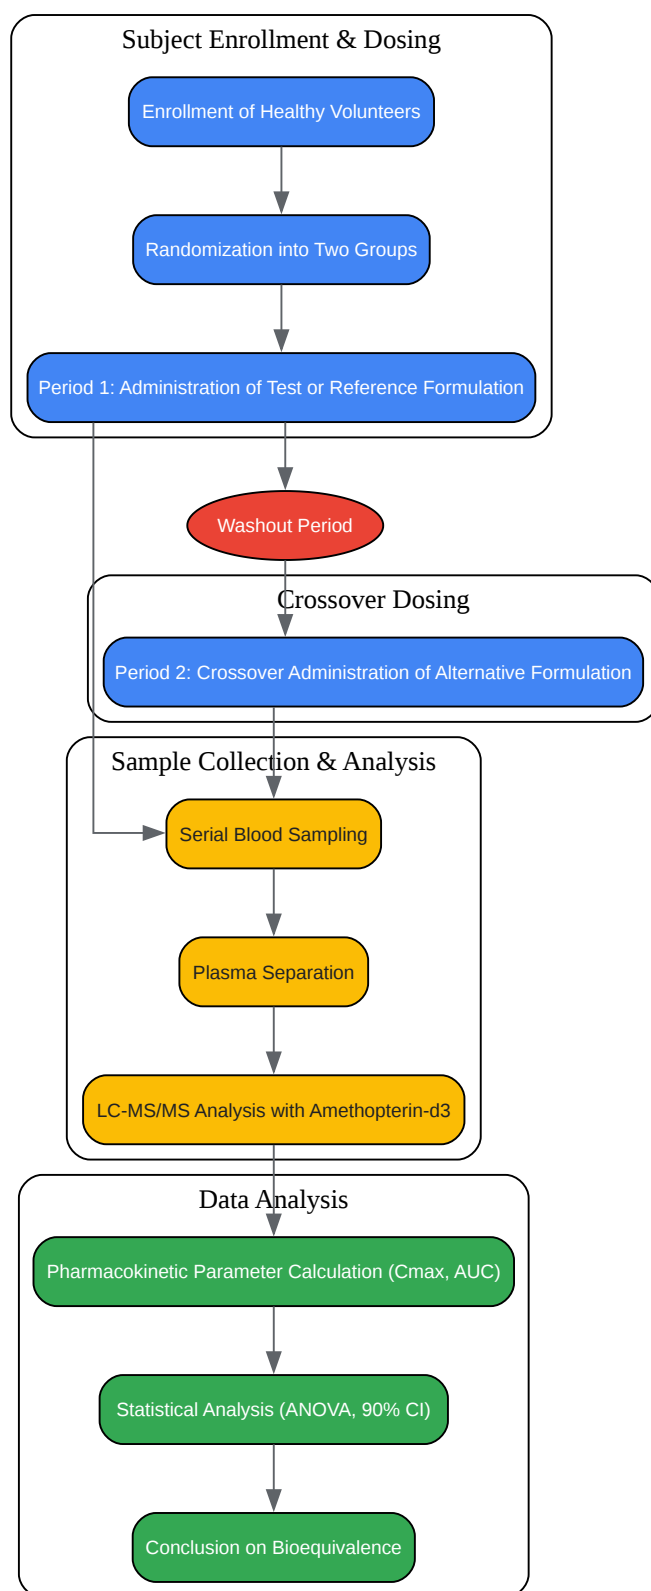 Subject Enrollment & Dosing
Enrollment of Healthy Volunteers
Randomization into Two Groups
Period 1: Administration of Test or Reference Formulation
Washout Period
Crossover Dosing
Period 2: Crossover Administration of Alternative Formulation
Sample Collection & Analysis
Serial Blood Sampling
Plasma Separation
LC-MS/MS Analysis with Amethopterin-d3
Data Analysis
Pharmacokinetic Parameter Calculation (Cmax, AUC)
Statistical Analysis (ANOVA, 90% CI)
Conclusion on Bioequivalence